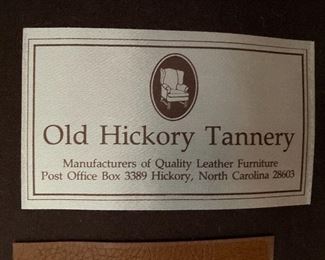 Old Hickory Tannery
Manufacturers of Quality Leather Furniture
Post Office Box 3389 Hickory, North Carolina 28603